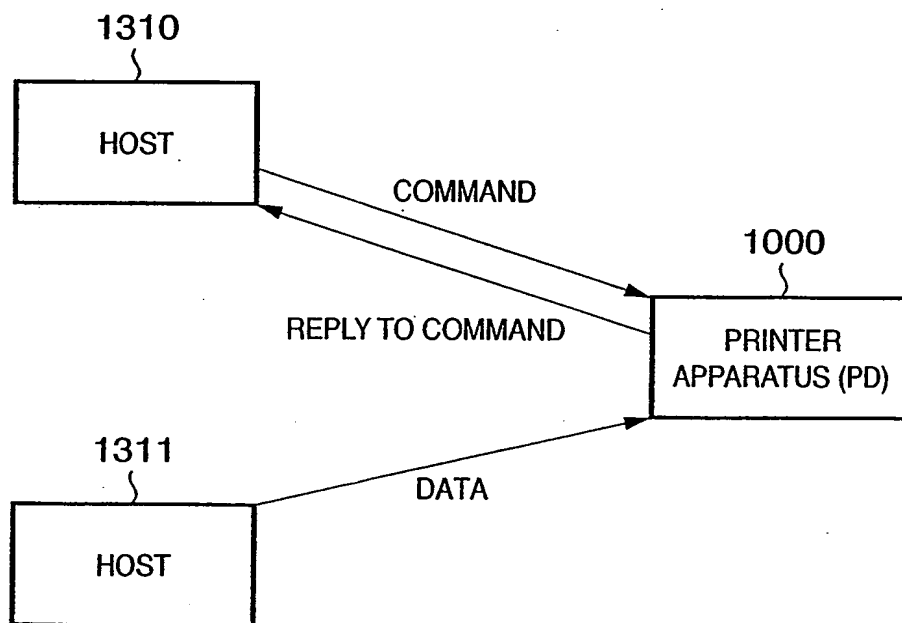 1310
HOST
COMMAND
1000
REPLY TO COMMAND
PRINTER
APPARATUS (PD)
1311
DATA
HOST